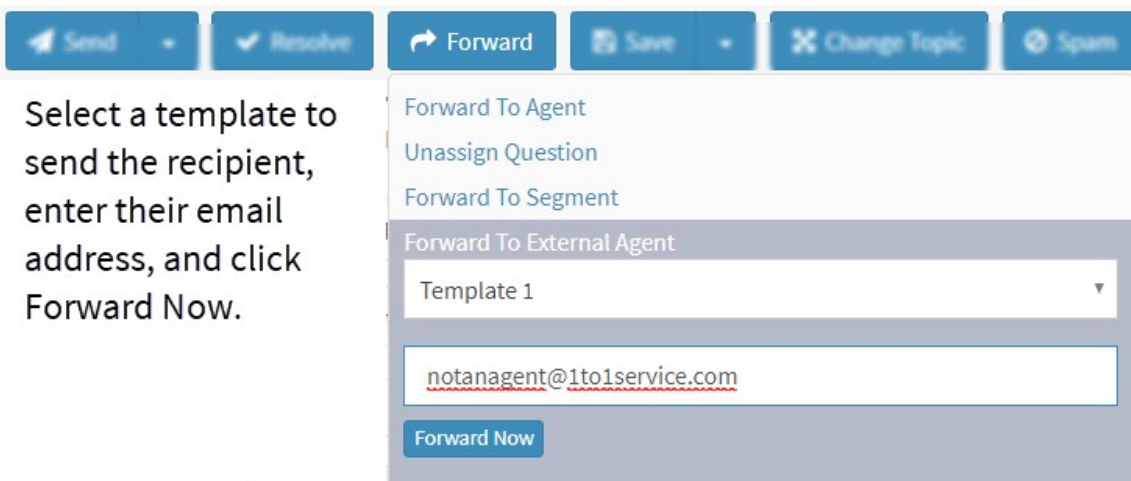 Send
Resolve
Forward
Save
Change Topic
Spam
Select a template to
send the recipient,
enter their email
address, and click
Forward Now.
Forward To Agent
Unassign Question
Forward To Segment
Forward To External Agent
Template 1
notanagent@1to1service.com
Forward Now